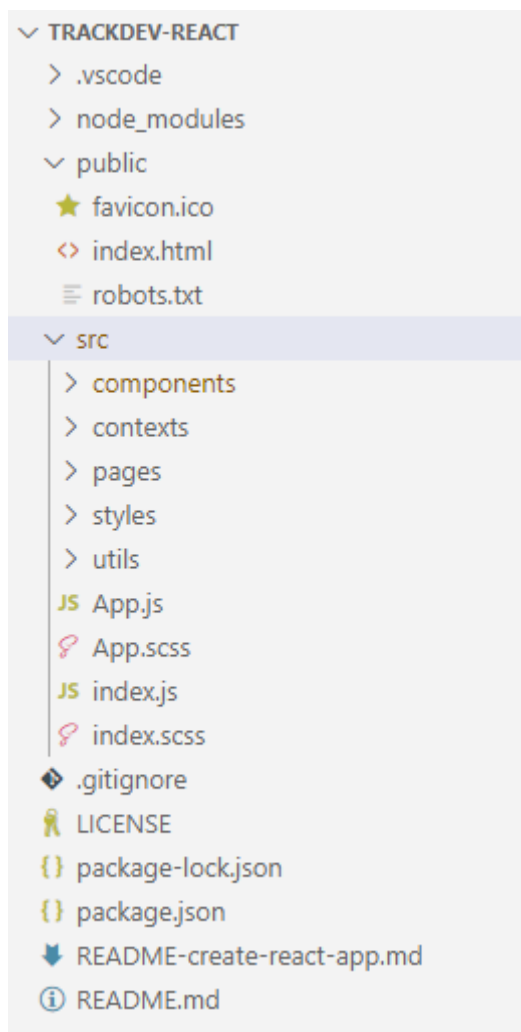 TRACKDEV-REACT
.vscode
node_modules
public
favicon.ico
<> index.html
robots.txt
src
components
contexts
pages
styles
utils
JS App.js
App.scss
JS index.js
index.scss
.gitignore
LICENSE
{} package-lock.json
{} package.json
README-create-react-app.md
README.md